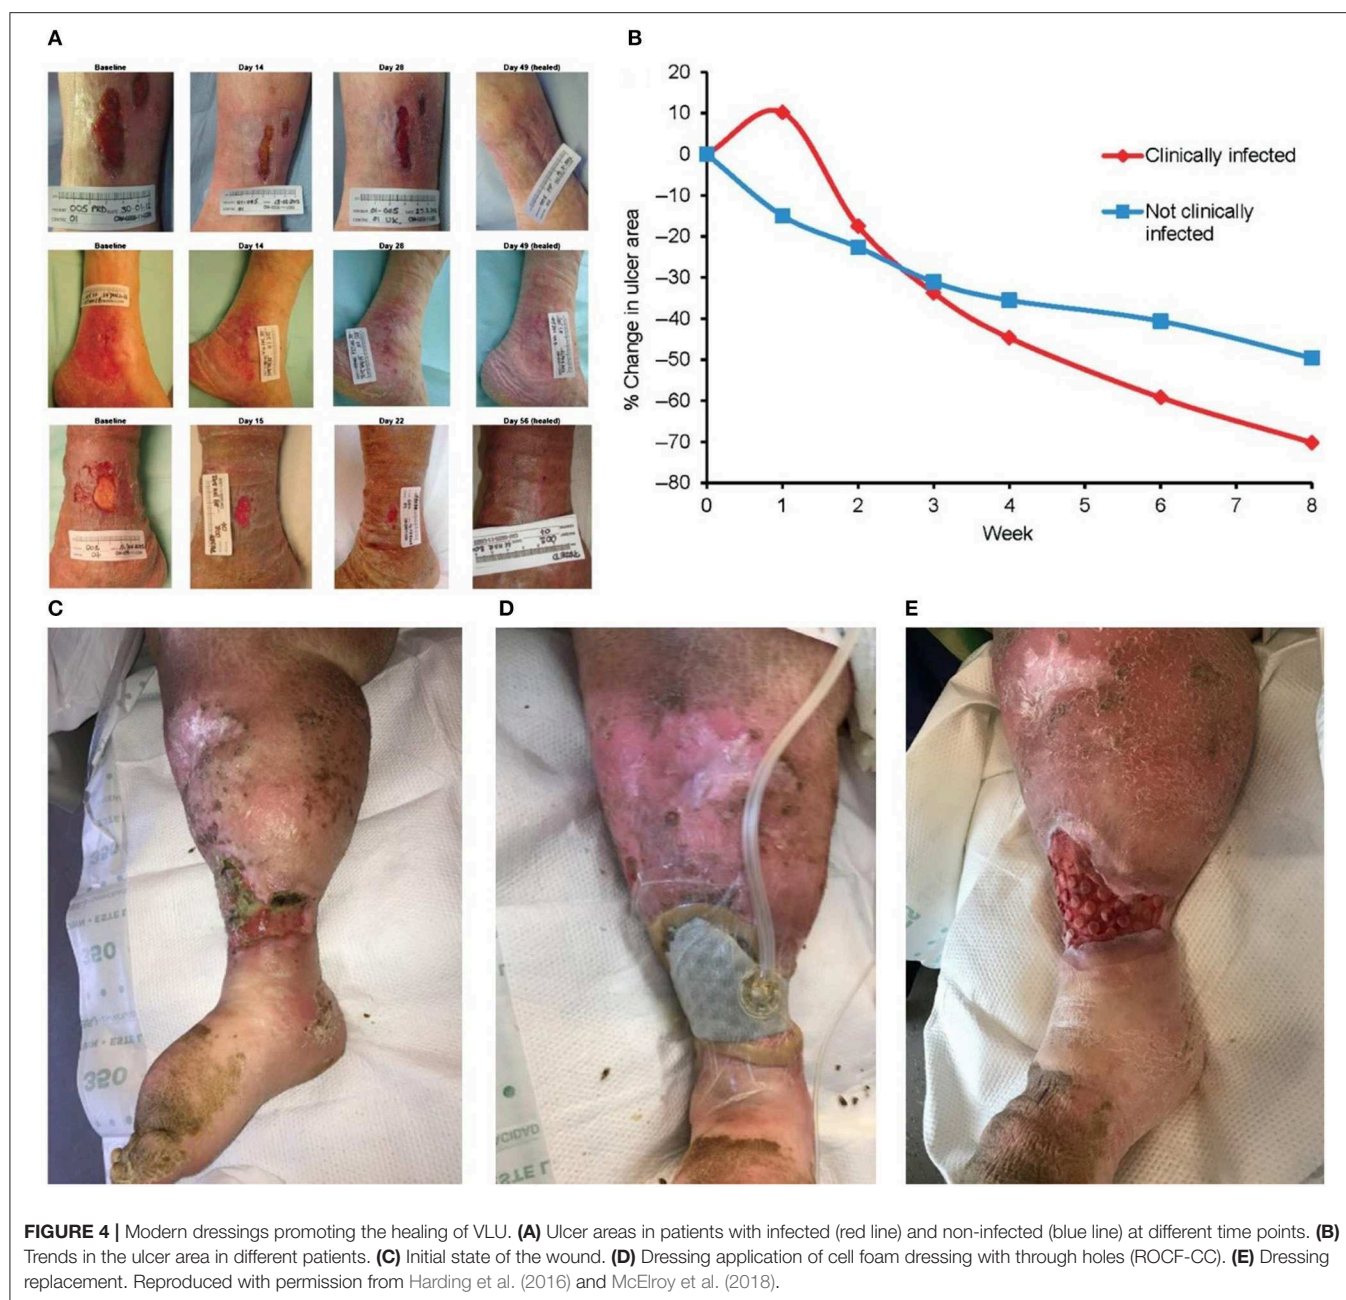 A
Baseline
Day 14
Day 28
Day 49 (healed)
Baseline
Day 14
Day 28
Day 49 (healed)
Baseline
Day 15
Day 22
Day 56 (healed)
B
20
10
0
–10
–20
–30
–40
–50
–60
–70
–80
% Change in ulcer area
0 1 2 3 4 5 6 7 8
Week
Clinically infected
Not clinically
infected
C
350
350
350
D
E
FIGURE 4 | Modern dressings promoting the healing of VLU. (A) Ulcer areas in patients with infected (red line) and non-infected (blue line) at different time points. (B)
Trends in the ulcer area in different patients. (C) Initial state of the wound. (D) Dressing application of cell foam dressing with through holes (ROCF-CC). (E) Dressing
replacement. Reproduced with permission from Harding et al. (2016) and McElroy et al. (2018).